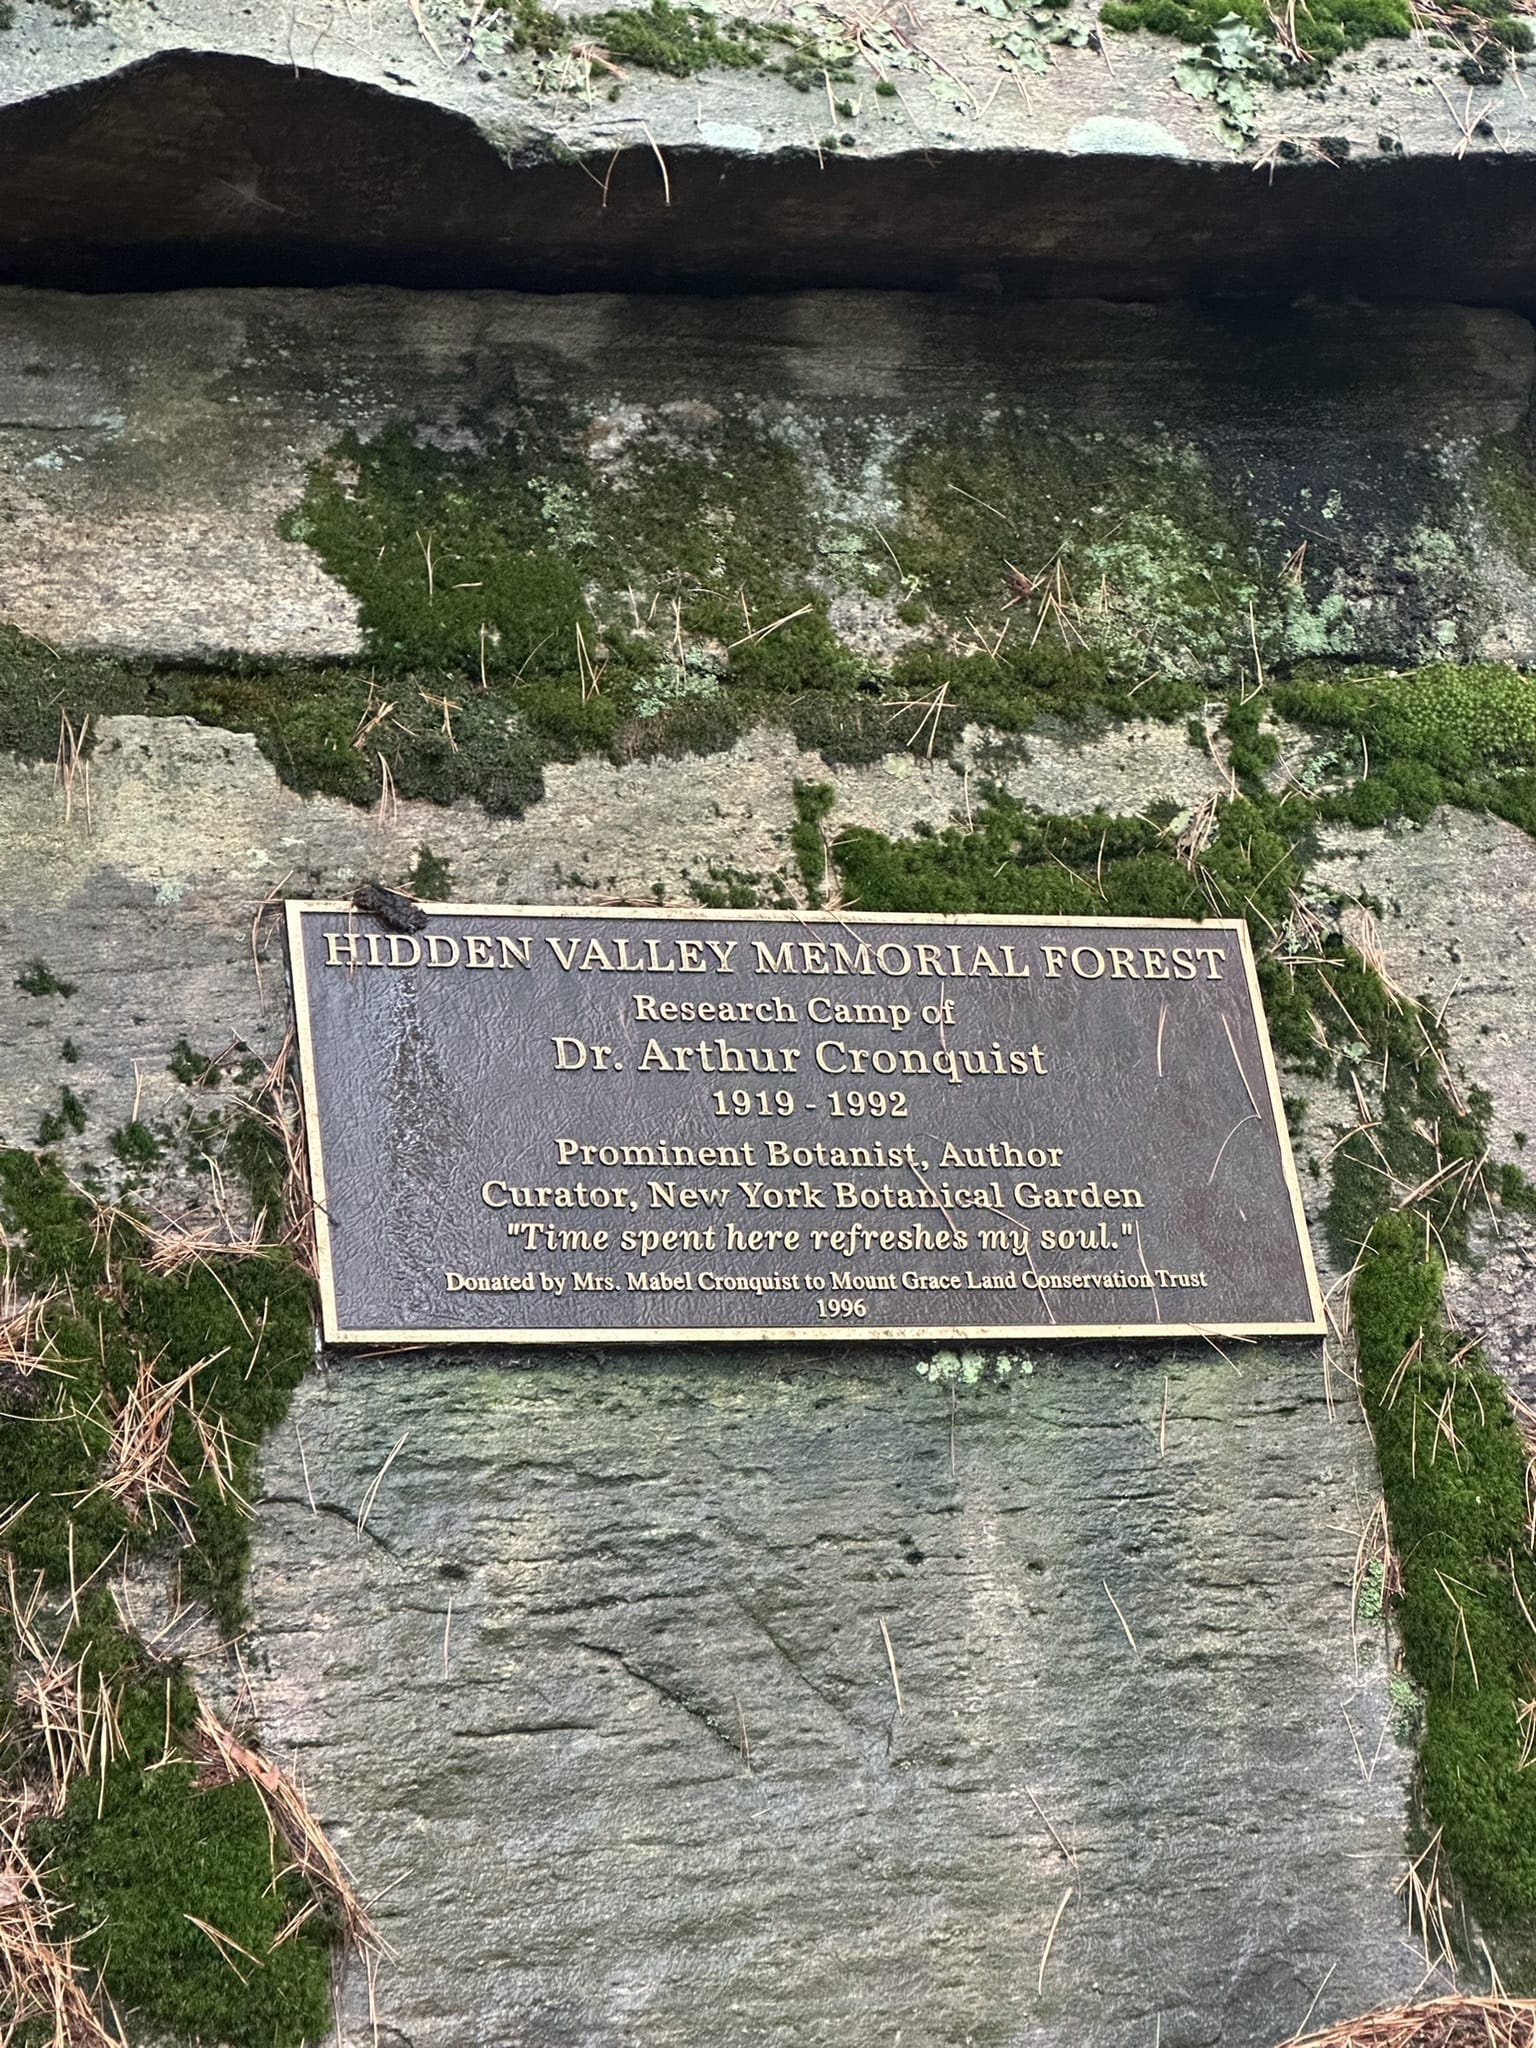 HIDDEN VALLEY MEMORIAL FOREST
Research Camp of
Dr. Arthur Cronquist
1919 - 1992
Prominent Botanist, Author
Curator, New York Botanical Garden
"Time spent here refreshes my soul."
Donated by Mrs. Mabel Cronquist to Mount Grace Land Conservation Trust
1996